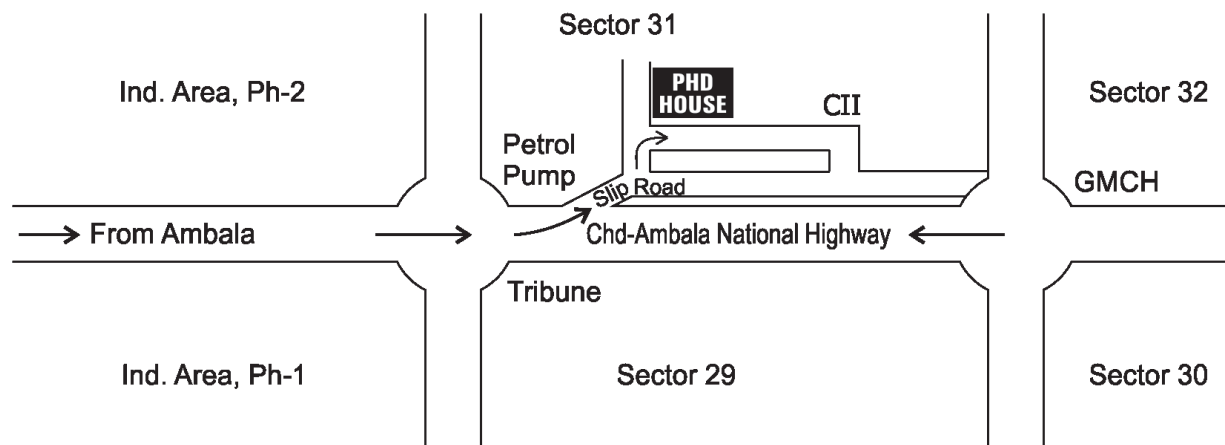 Sector 31
Ind. Area, Ph-2
PHD
HOUSE
CII
Sector 32
Petrol
Pump
Slip Road
GMCH
From Ambala
Chd-Ambala National Highway
Tribune
Ind. Area, Ph-1
Sector 29
Sector 30